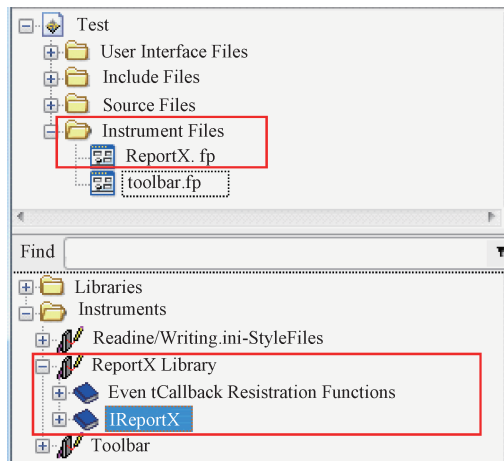 Test
User Interface Files
Include Files
Source Files
Instrument Files
ReportX. fp
toolbar.fp
Find
Libraries
Instruments
Readine/Writing.ini-StyleFiles
ReportX Library
Even tCallback Resistration Functions
IReportX
Toolbar